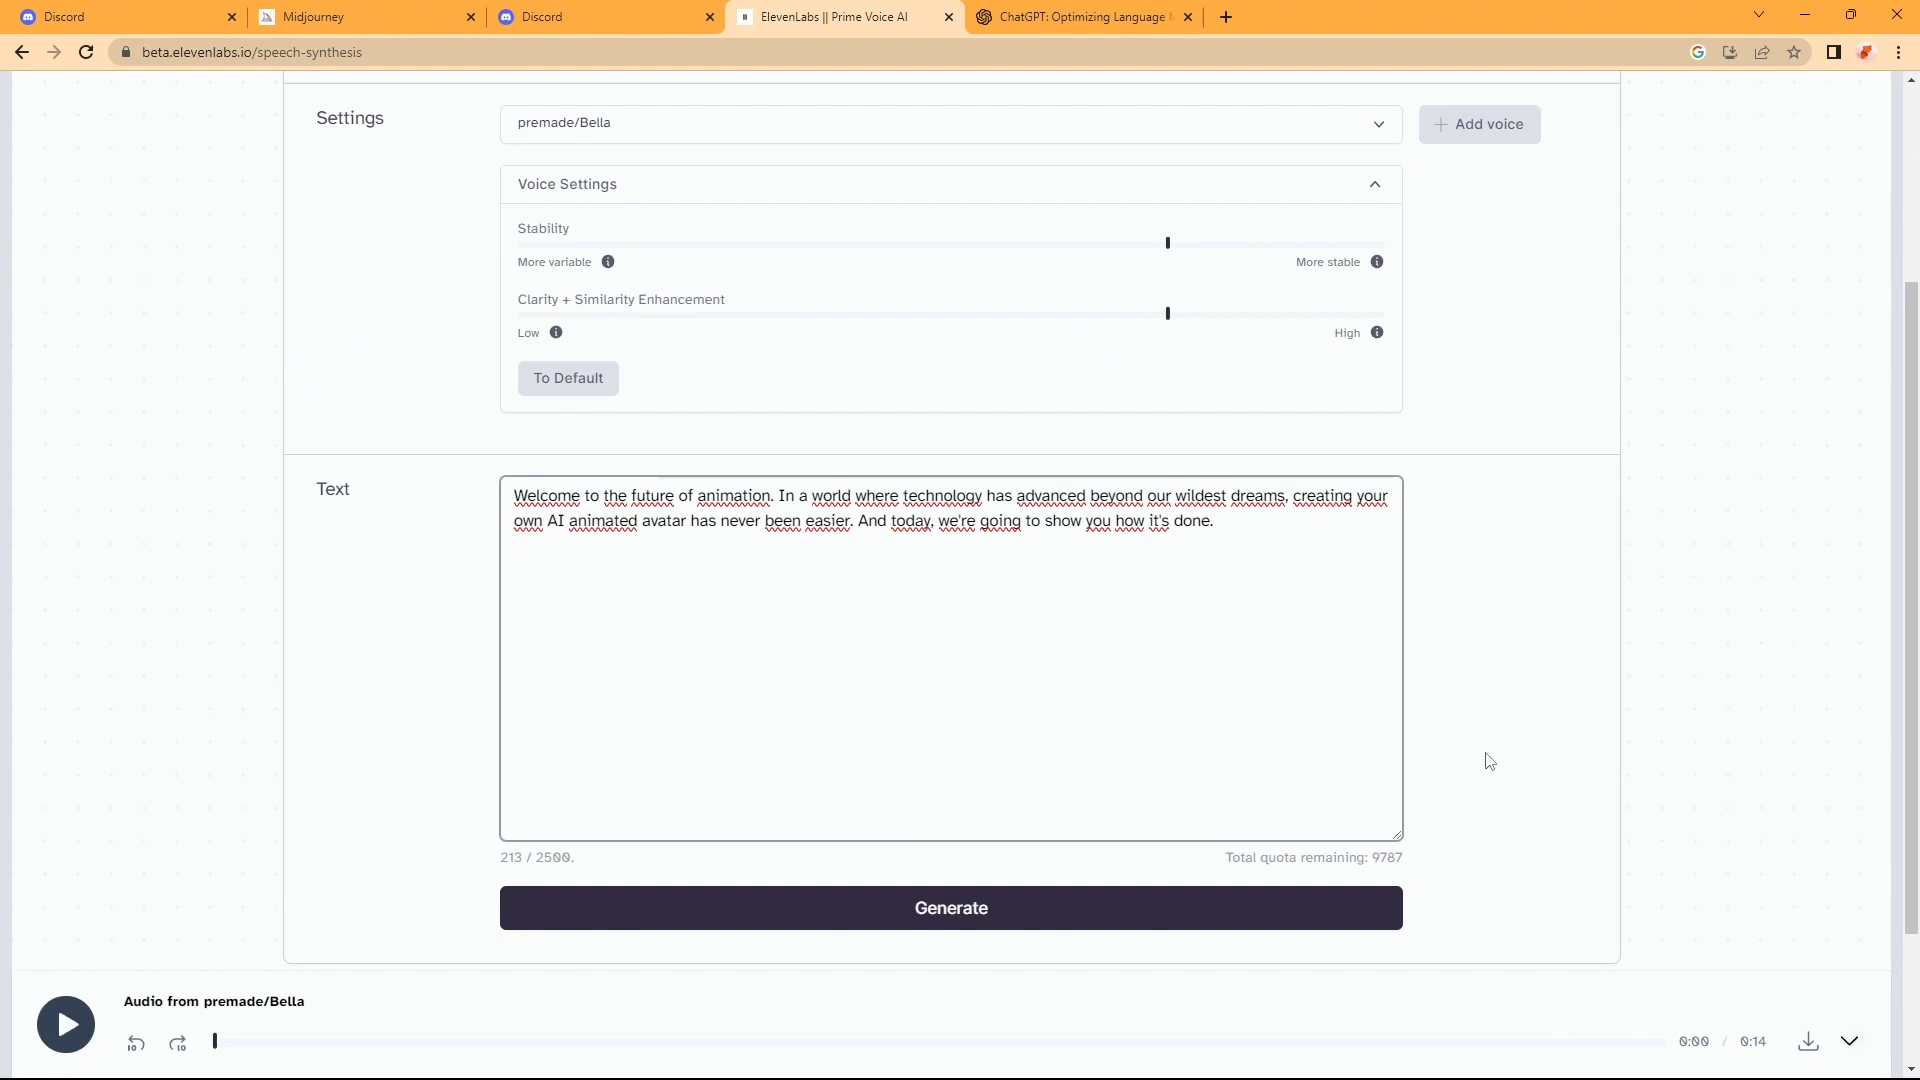 Discord
Midjourney
Discord
ElevenLabs || Prime Voice AI
ChatGPT: Optimizing Language
beta.elevenlabs.io/speech-synthesis
Settings
premade/Bella
Add voice
Voice Settings
Stability
More variable
More stable
Clarity + Similarity Enhancement
Low
High
To Default
Text
Welcome to the future of animation. In a world where technology has advanced beyond our wildest dreams, creating your
own AI animated avatar has never been easier. And today, we're going to show you how it's done.
213 / 2500.
Total quota remaining: 9787
Generate
Audio from premade/Bella
10
10
0:00 / 0:14